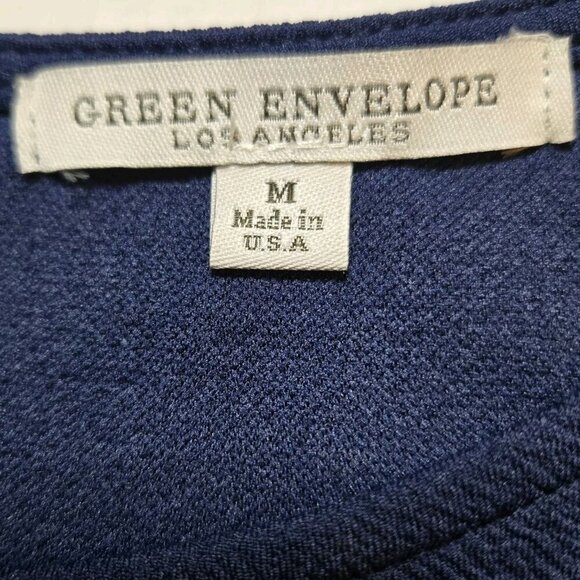 GREEN ENVELOPE
LOS ANGELES
M
Made in
U.S.A